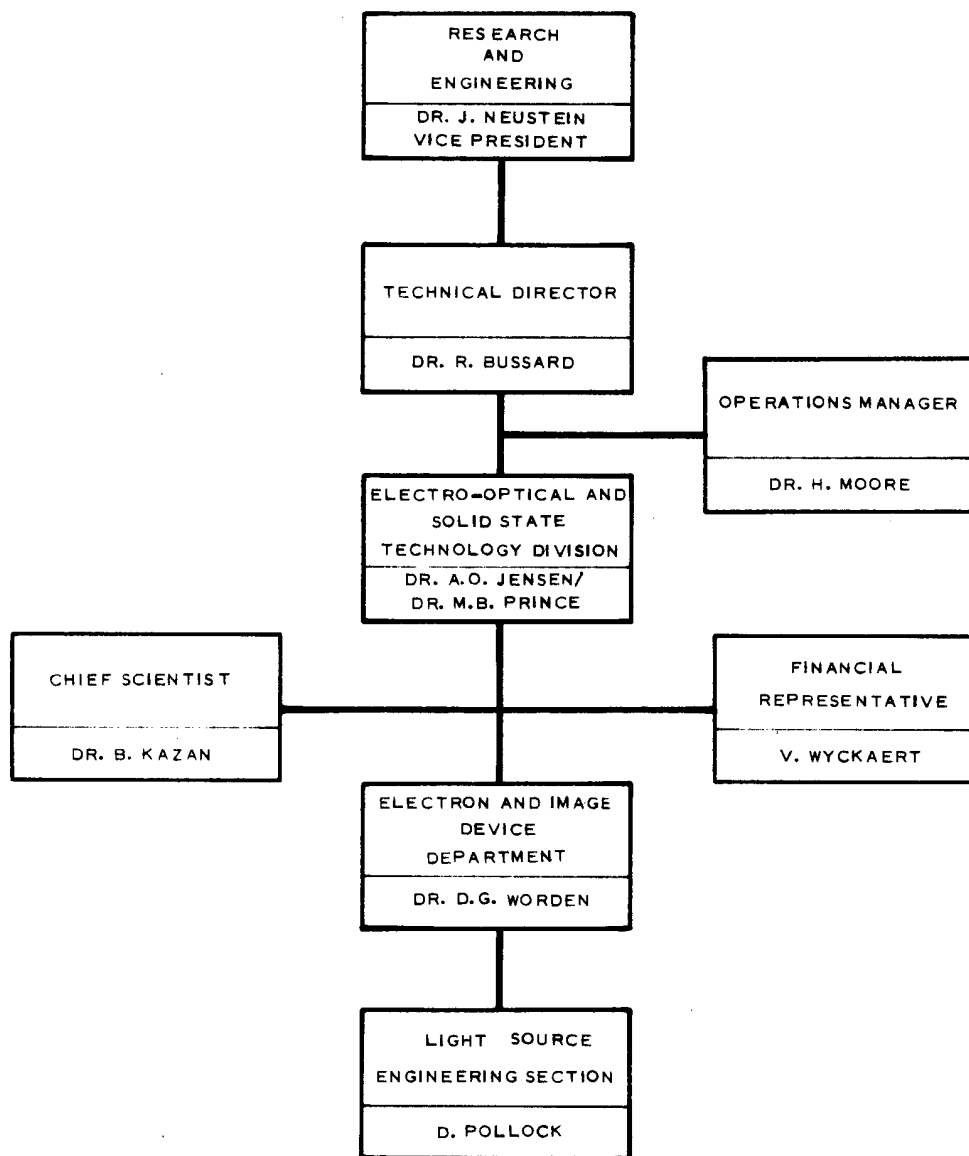 RESEARCH
AND
ENGINEERING
DR. J. NEUSTEIN
VICE PRESIDENT
TECHNICAL DIRECTOR
DR. R. BUSSARD
OPERATIONS MANAGER
DR. H. MOORE
ELECTRO-OPTICAL AND
SOLID STATE
TECHNOLOGY DIVISION
DR. A.O. JENSEN/
DR. M.B. PRINCE
CHIEF SCIENTIST
DR. B. KAZAN
FINANCIAL
REPRESENTATIVE
V. WYCKAERT
ELECTRON AND IMAGE
DEVICE
DEPARTMENT
DR. D.G. WORDEN
LIGHT SOURCE
ENGINEERING SECTION
D. POLLOCK